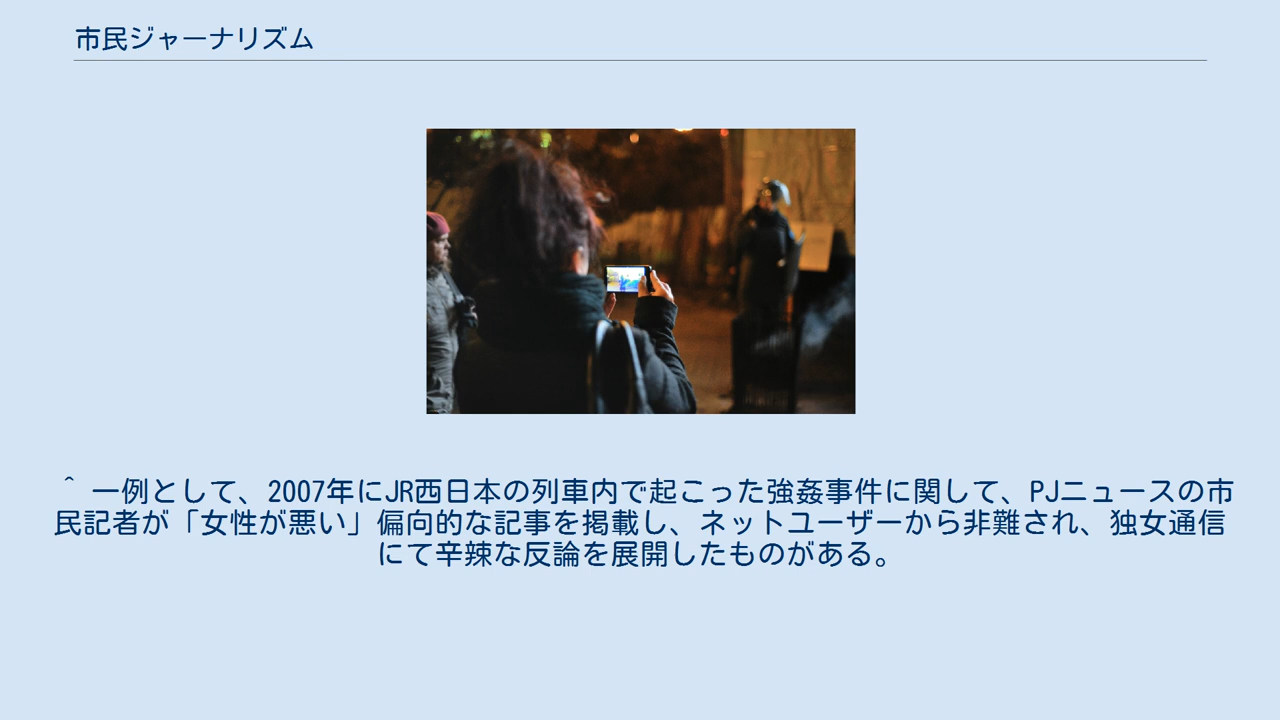 市民ジャーナリズム
^ 一例として、2007年にJR西日本の列車内で起こった強姦事件に関して、PJニュースの市
民記者が「女性が悪い」偏向的な記事を掲載し、ネットユーザーから非難され、独女通信
にて辛辣な反論を展開したものがある。